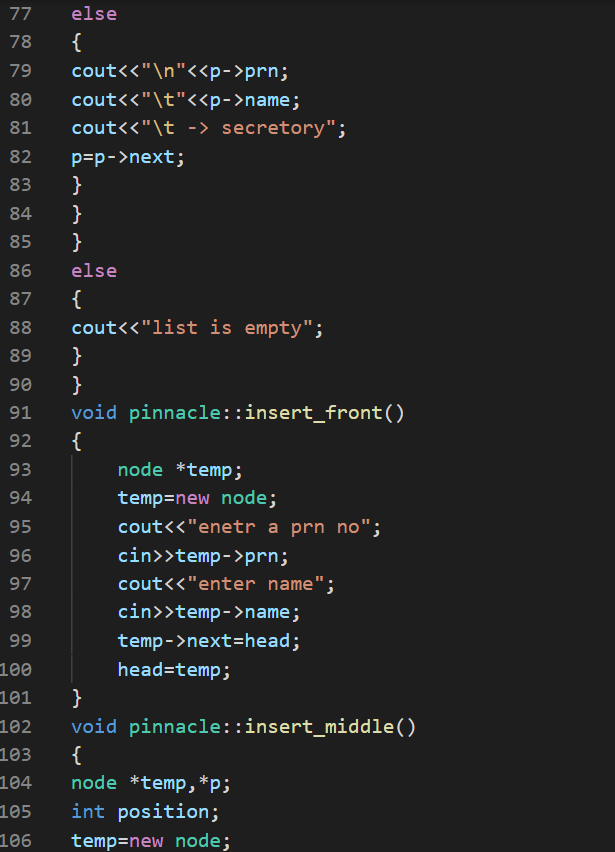 77 else
78 {
79 cout<<"\n"<<p->prn;
80 cout<<"\t"<<p->name;
81 cout<<"\t -> secretory";
82 p=p->next;
83 }
84 }
85 }
86 else
87 {
88 cout<<"list is empty";
89 }
90 }
91 void pinnacle::insert_front()
92 {
93     node *temp;
94     temp=new node;
95     cout<<"enetr a prn no";
96     cin>>temp->prn;
97     cout<<"enter name";
98     cin>>temp->name;
99     temp->next=head;
100     head=temp;
101 }
102 void pinnacle::insert_middle()
103 {
104 node *temp,*p;
105 int position;
106 temp=new node;